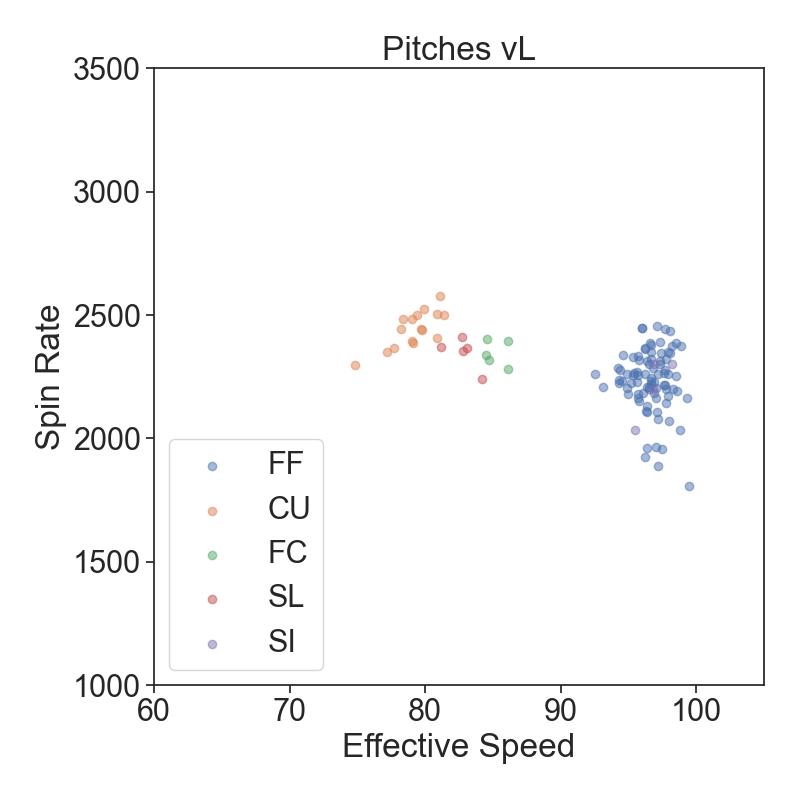 Pitches vL
3500
3000
2500
2000
1500
1000
Spin Rate
FF
CU
FC
SL
SI
60 70 80 90 100
Effective Speed